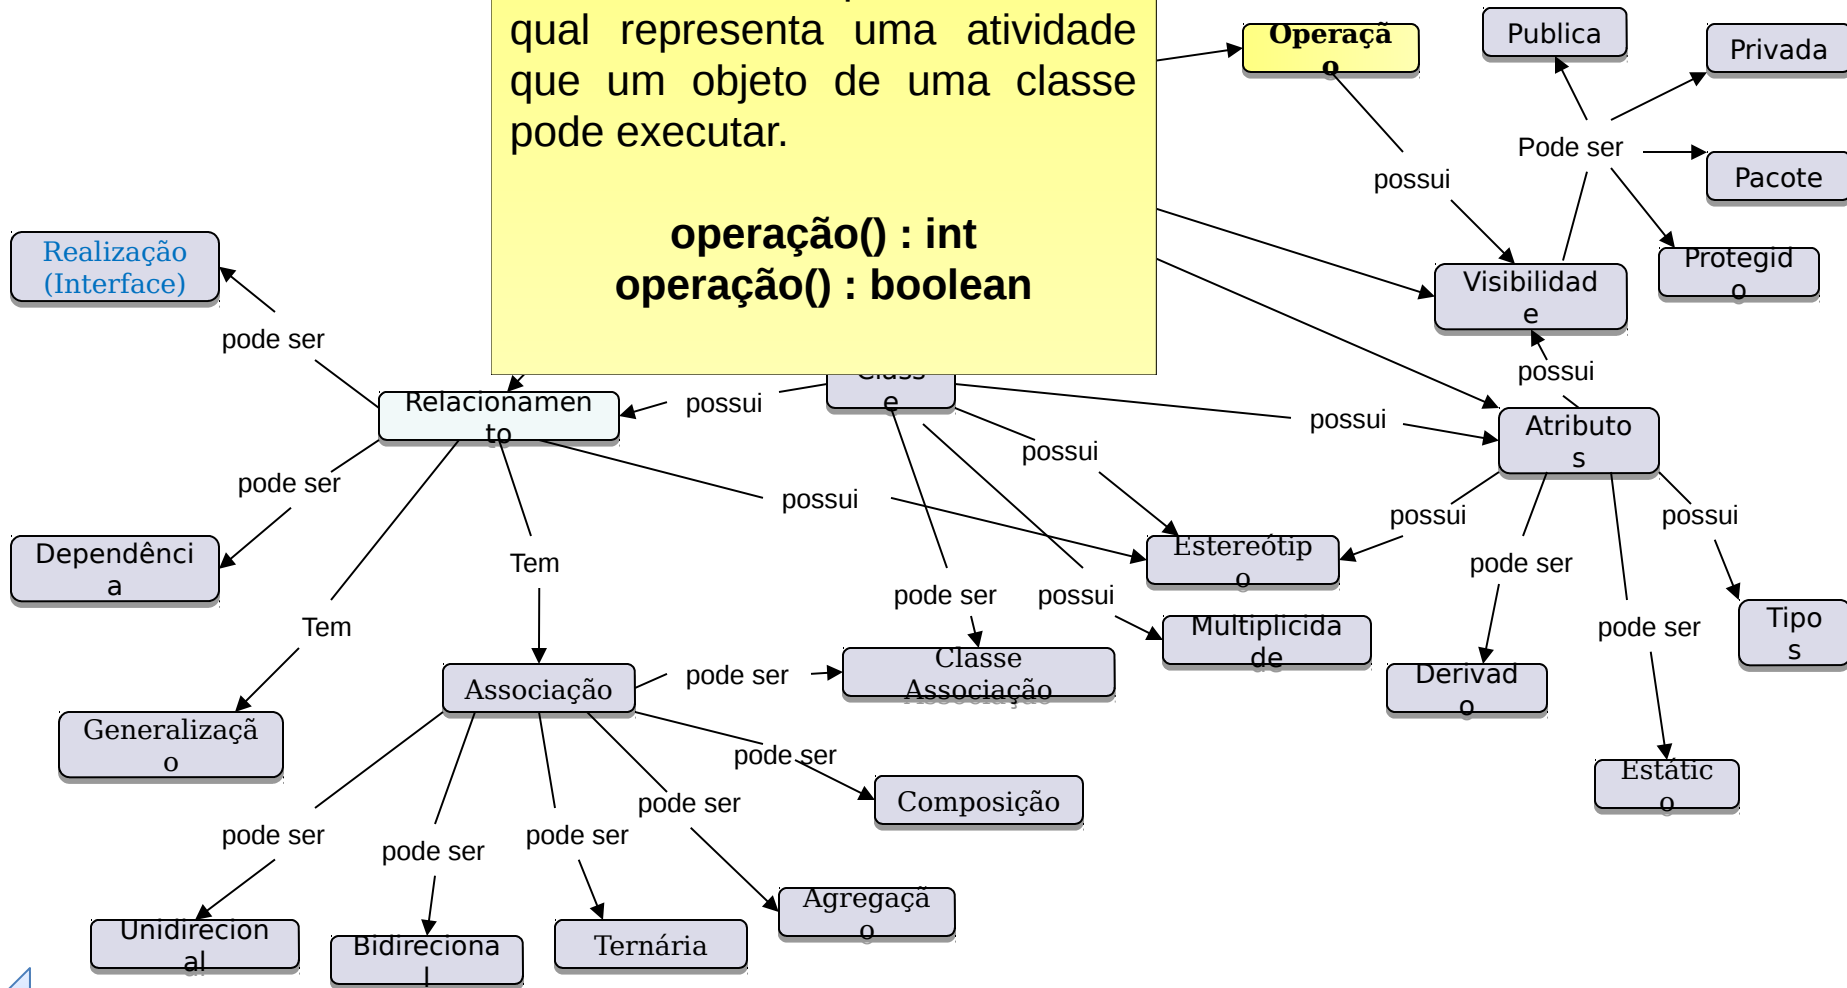 qual representa uma atividade
que um objeto de uma classe
pode executar.
operação() : int
operação() : boolean
Operaçã
o
Publica
Privada
Pode ser
Pacote
Protegid
o
possui
Visibilidad
e
possui
Realização
(Interface)
pode ser
Relacionamen
to
possui
Class
e
possui
Atributo
s
possui
pode ser
possui
possui
possui
Dependênci
a
Tem
Estereótip
o
pode ser
pode ser
possui
Tem
pode ser
Tipo
s
Multiplicida
de
Classe
Associação
pode ser
Associação
Derivad
o
Generalizaçã
o
pode ser
Estátic
o
Composição
pode ser
pode ser
pode ser
pode ser
Agregaçã
o
Unidirecion
al
Bidireciona
l
Ternária